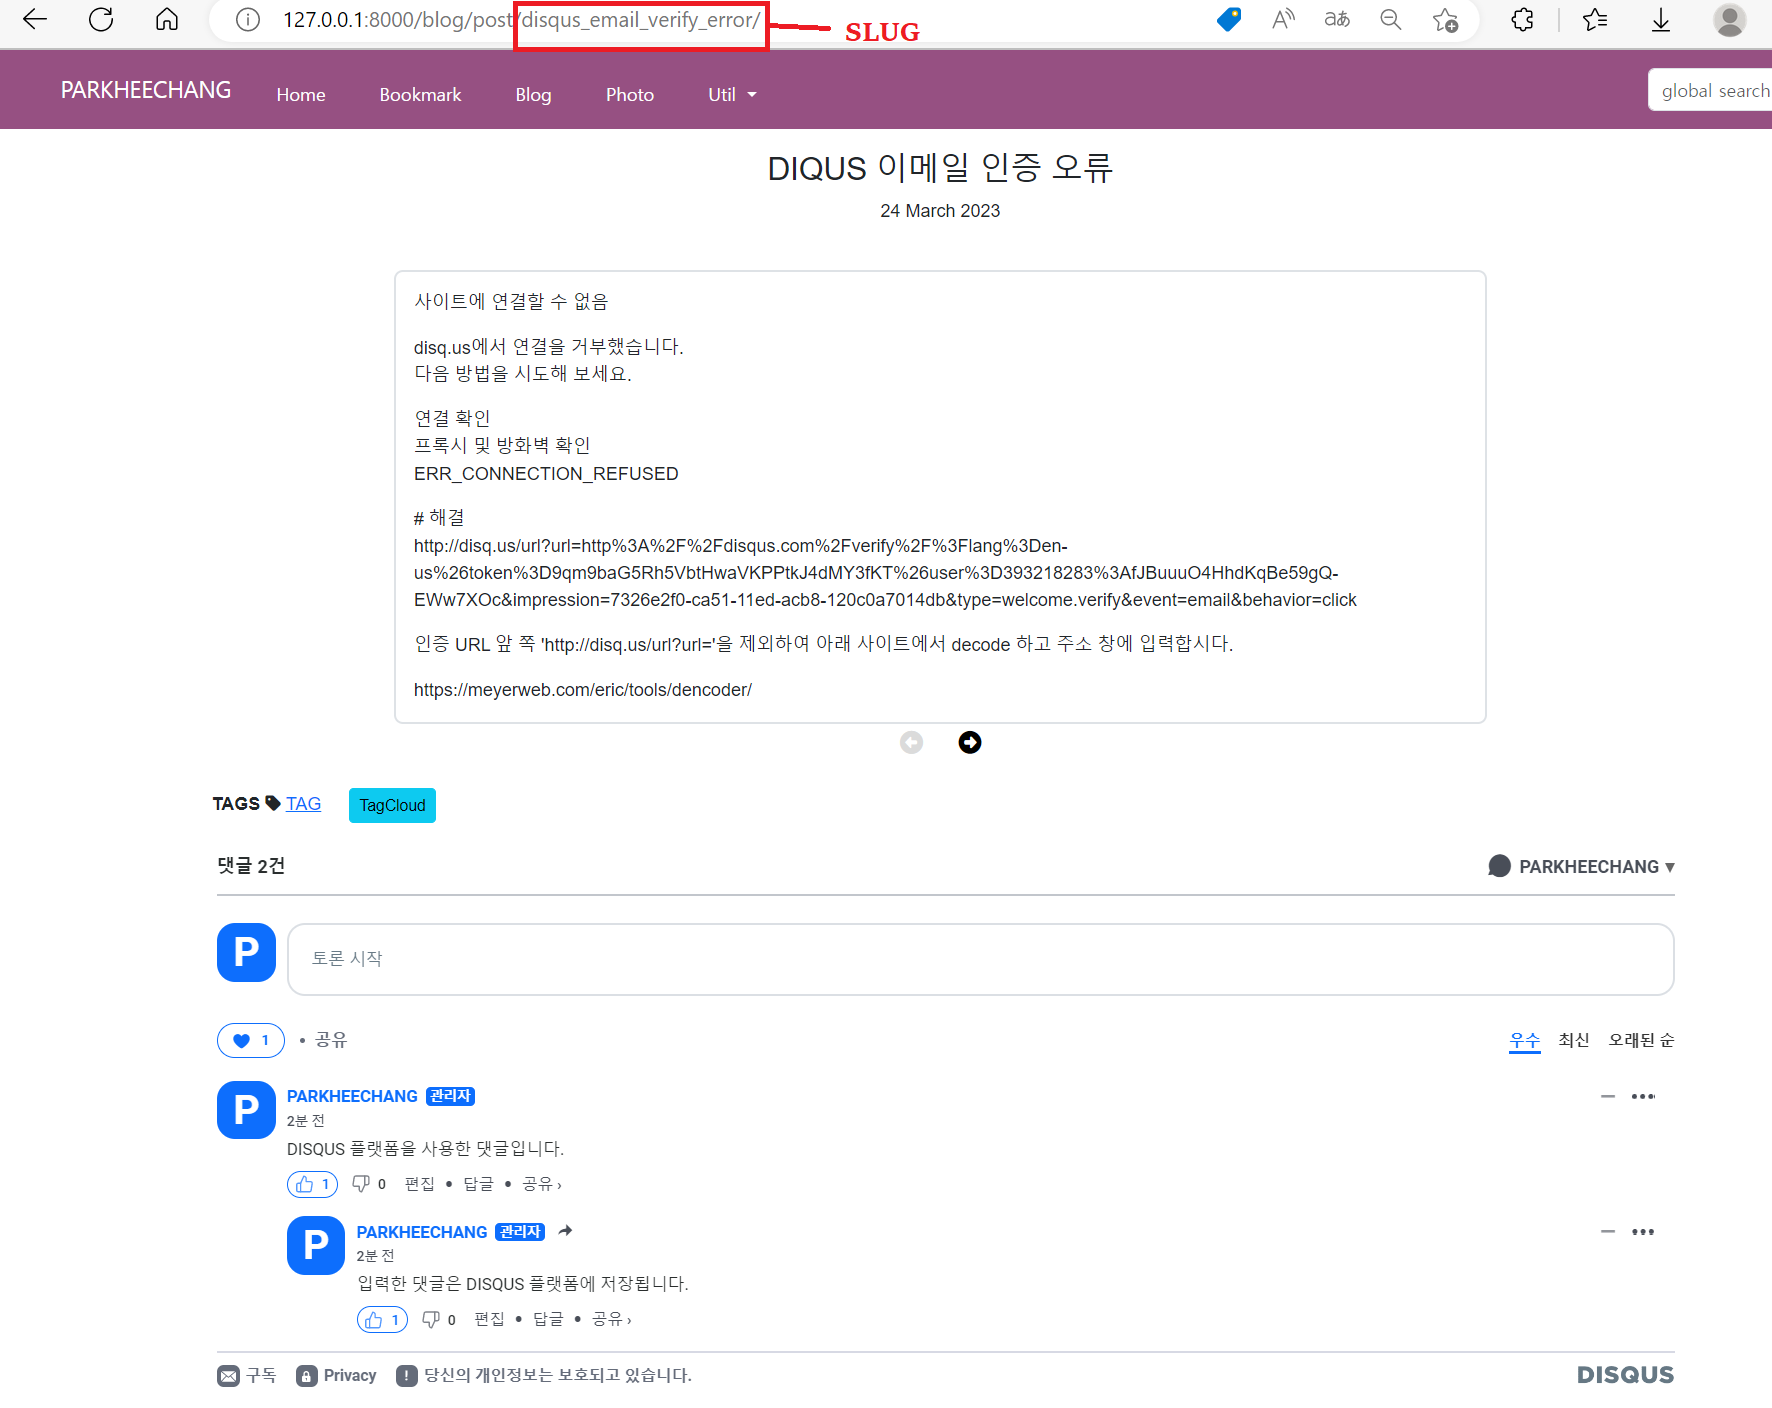 127.0.0.1:8000/blog/post/disqus_email_verify_error/
SLUG
PARKHEECHANG Home Bookmark Blog Photo Util global search
DIQUS 이메일 인증 오류
24 March 2023
사이트에 연결할 수 없음
disq.us에서 연결을 거부했습니다.
다음 방법을 시도해 보세요.
연결 확인
프록시 및 방화벽 확인
ERR_CONNECTION_REFUSED
# 해결
http://disq.us/url?url=http%3A%2F%2Fdisqus.com%2Fverify%2F%3Flang%3Den-
us%26token%3D9qm9baG5Rh5VbtHwaVKPPtkJ4dMY3fKT%26user%3D393218283%3AfJBuuuO4HhdKqBe59gQ-
EWw7XOc&impression=7326e2f0-ca51-11ed-acb8-120c0a7014db&type=welcome.verify&event=email&behavior=click
인증 URL 앞 쪽 'http://disq.us/url?url='을 제외하여 아래 사이트에서 decode 하고 주소 창에 입력합시다.
https://meyerweb.com/eric/tools/dencoder/
TAGS TAG TagCloud
댓글 2건 PARKHEECHANG ▾
P 토론 시작
1 • 공유 우수 최신 오래된 순
P PARKHEECHANG 관리자
2분 전
DISQUS 플랫폼을 사용한 댓글입니다.
1 0 편집 • 답글 • 공유 ›
P PARKHEECHANG 관리자
2분 전
입력한 댓글은 DISQUS 플랫폼에 저장됩니다.
1 0 편집 • 답글 • 공유 ›
구독 Privacy ! 당신의 개인정보는 보호되고 있습니다. DISQUS